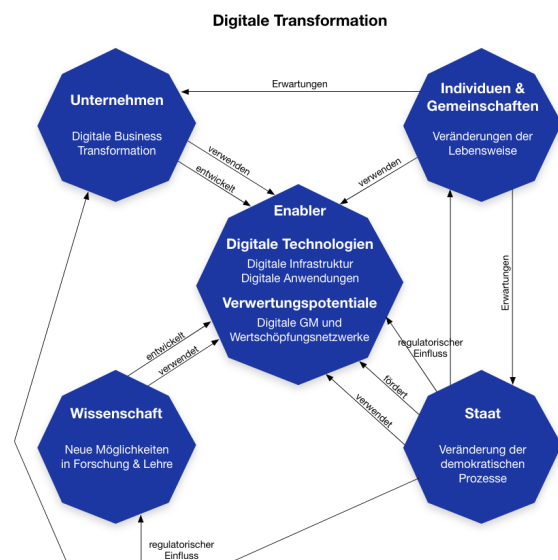 Digitale Transformation
Unternehmen
Digitale Business
Transformation
Erwartungen
Individuen &
Gemeinschaften
Veränderungen der
Lebensweise
verwenden
entwickelt
verwenden
Enabler
Digitale Technologien
Digitale Infrastruktur
Digitale Anwendungen
Verwertungspotentiale
Digitale GM und
Wertschöpfungsnetzwerke
Erwartungen
entwickelt
verwendet
regulatorischer
Einfluss
fördert
verwendet
Wissenschaft
Neue Möglichkeiten
in Forschung & Lehre
Staat
Veränderung der
demokratischen
Prozesse
regulatorischer
Einfluss